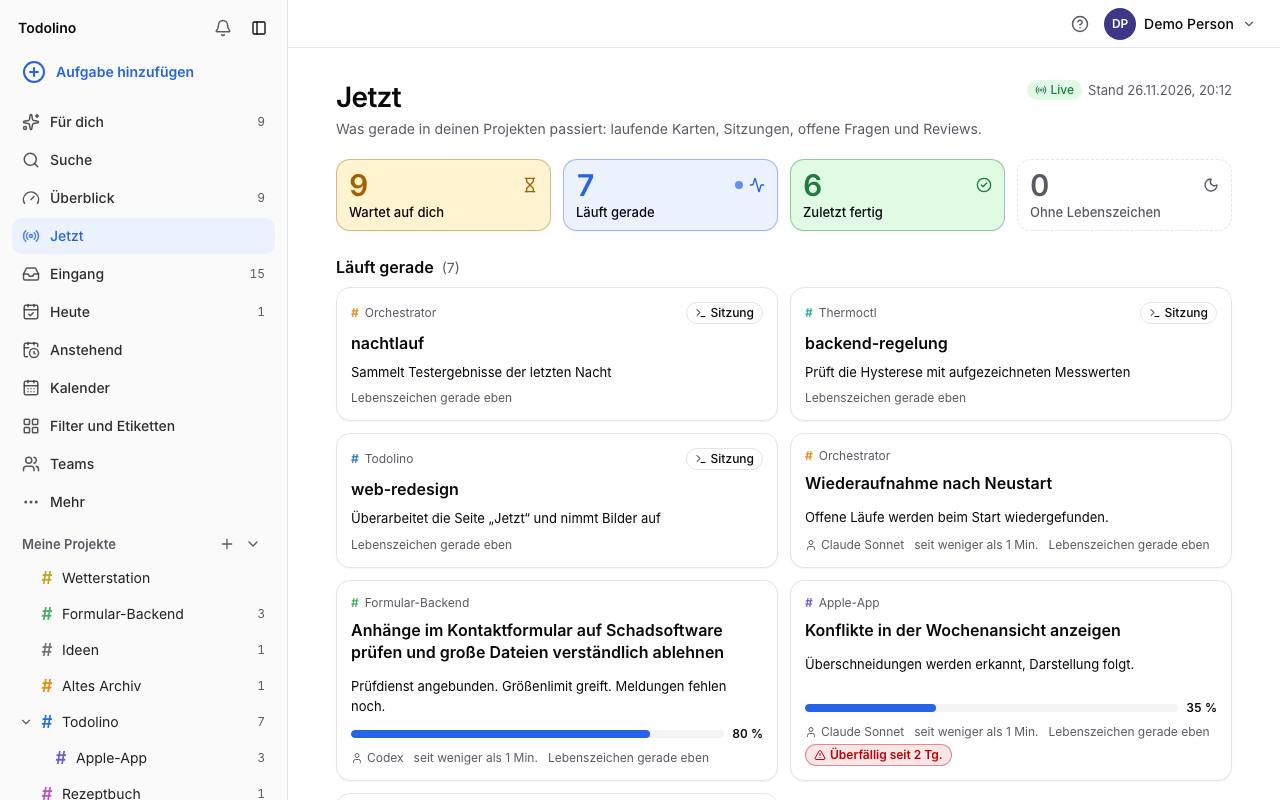 Todolino
Aufgabe hinzufügen
Für dich 9
Suche
Überblick 9
Jetzt
Eingang 15
Heute 1
Anstehend
Kalender
Filter und Etiketten
Teams
Mehr
Meine Projekte
# Wetterstation
# Formular-Backend 3
# Ideen 1
# Altes Archiv 1
# Todolino 7
# Apple-App 3
# Rezeptbuch 1
DP Demo Person
Jetzt
Live Stand 26.11.2026, 20:12
Was gerade in deinen Projekten passiert: laufende Karten, Sitzungen, offene Fragen und Reviews.
9
Wartet auf dich
7
Läuft gerade
6
Zuletzt fertig
0
Ohne Lebenszeichen
Läuft gerade (7)
# Orchestrator Sitzung
nachtlauf
Sammelt Testergebnisse der letzten Nacht
Lebenszeichen gerade eben
# Thermoctl Sitzung
backend-regelung
Prüft die Hysterese mit aufgezeichneten Messwerten
Lebenszeichen gerade eben
# Todolino Sitzung
web-redesign
Überarbeitet die Seite „Jetzt“ und nimmt Bilder auf
Lebenszeichen gerade eben
# Orchestrator
Wiederaufnahme nach Neustart
Offene Läufe werden beim Start wiedergefunden.
Claude Sonnet seit weniger als 1 Min. Lebenszeichen gerade eben
# Formular-Backend
Anhänge im Kontaktformular auf Schadsoftware
prüfen und große Dateien verständlich ablehnen
Prüfdienst angebunden. Größenlimit greift. Meldungen fehlen
noch.
80 %
Codex seit weniger als 1 Min. Lebenszeichen gerade eben
# Apple-App
Konflikte in der Wochenansicht anzeigen
Überschneidungen werden erkannt, Darstellung folgt.
35 %
Claude Sonnet seit weniger als 1 Min. Lebenszeichen gerade eben
Überfällig seit 2 Tg.